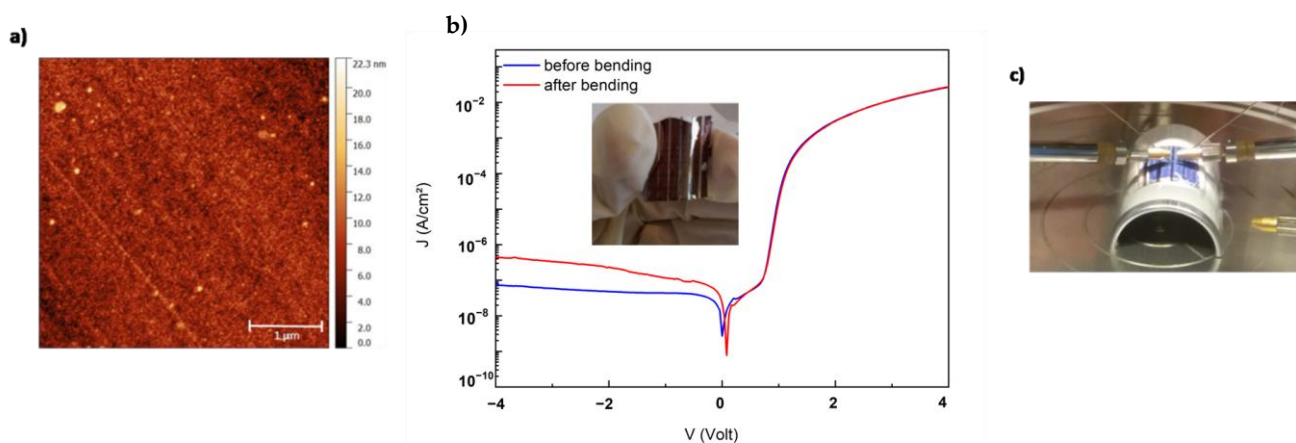 a)
22.3 nm
20.0
18.0
16.0
14.0
12.0
10.0
8.0
6.0
4.0
2.0
0.0
1 µm
b)
before bending
after bending
J (A/cm²)
10⁻²
10⁻⁴
10⁻⁶
10⁻⁸
10⁻¹⁰
−4
−2
0
2
4
V (Volt)
c)